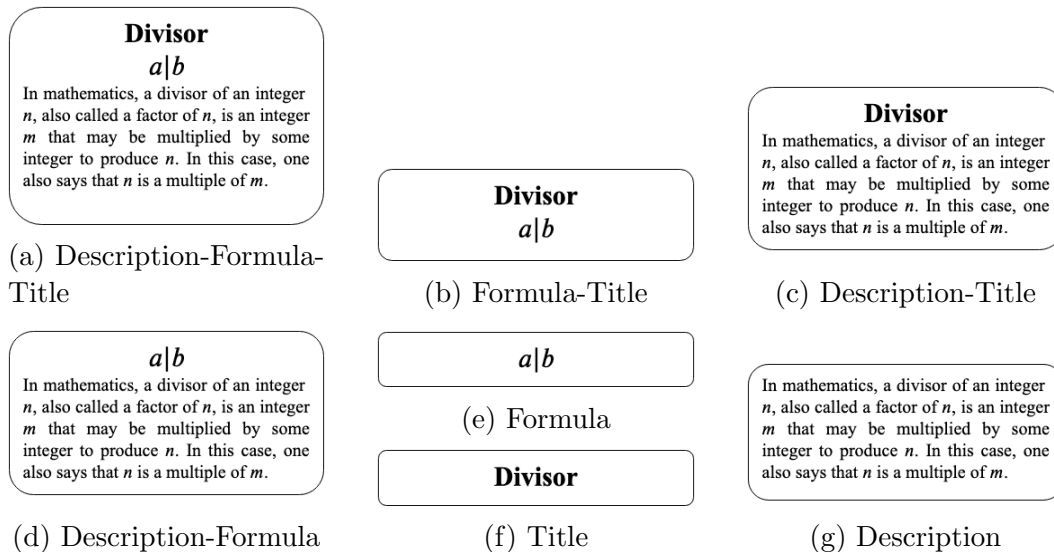 Divisor
a|b
In mathematics, a divisor of an integer
n, also called a factor of n, is an integer
m that may be multiplied by some
integer to produce n. In this case, one
also says that n is a multiple of m.
(a) Description-Formula-
Title
Divisor
a|b
(b) Formula-Title
Divisor
In mathematics, a divisor of an integer
n, also called a factor of n, is an integer
m that may be multiplied by some
integer to produce n. In this case, one
also says that n is a multiple of m.
(c) Description-Title
a|b
In mathematics, a divisor of an integer
n, also called a factor of n, is an integer
m that may be multiplied by some
integer to produce n. In this case, one
also says that n is a multiple of m.
(d) Description-Formula
a|b
(e) Formula
Divisor
(f) Title
In mathematics, a divisor of an integer
n, also called a factor of n, is an integer
m that may be multiplied by some
integer to produce n. In this case, one
also says that n is a multiple of m.
(g) Description